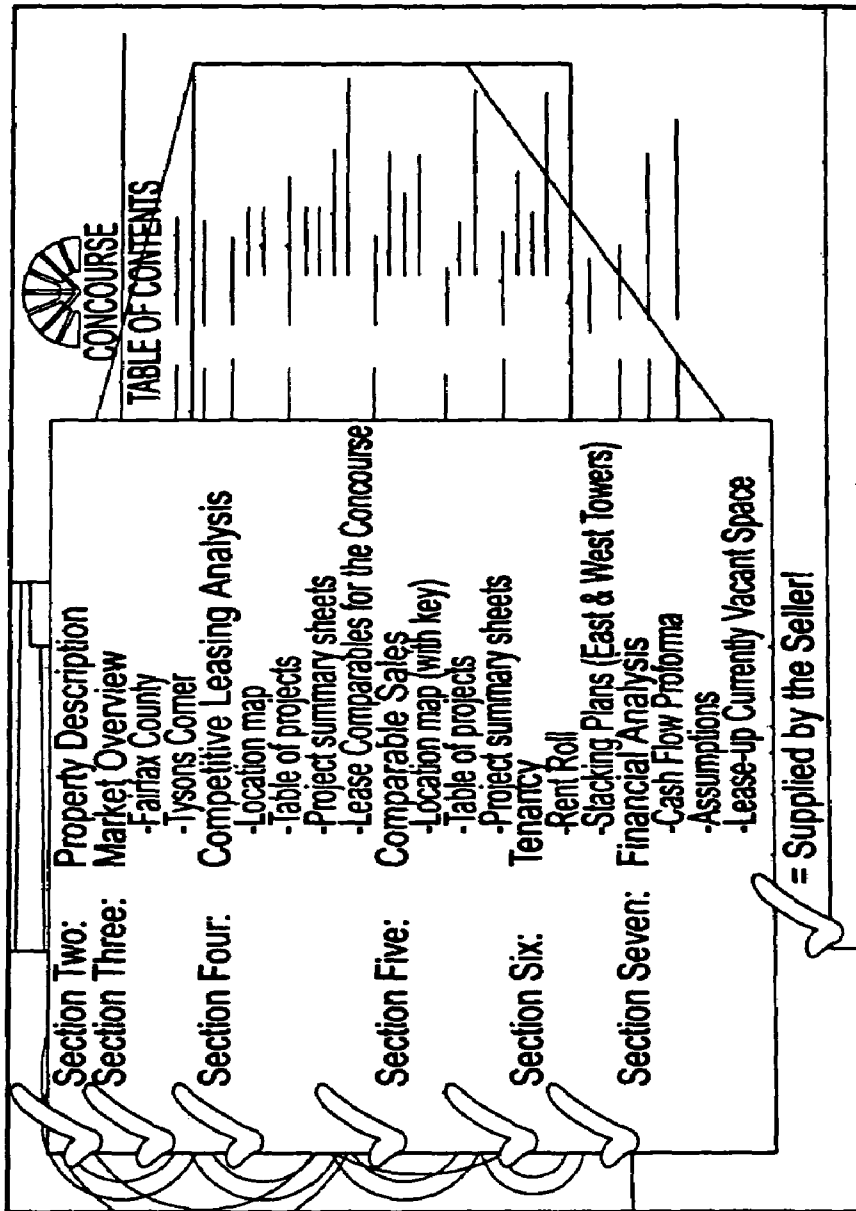 CONCOURSE
TABLE OF CONTENTS
Section Two: Property Description
Section Three: Market Overview
-Fairfax County
-Tysons Corner
Section Four: Competitive Leasing Analysis
-Location map
-Table of projects
-Project summary sheets
-Lease Comparables for the Concourse
Section Five: Comparable Sales
-Location map (with key)
-Table of projects
-Project summary sheets
Section Six: Tenancy
-Rent Roll
-Stacking Plans (East & West Towers)
Section Seven: Financial Analysis
-Cash Flow Proforma
-Assumptions
-Lease-up Currently Vacant Space
= Supplied by the Seller!